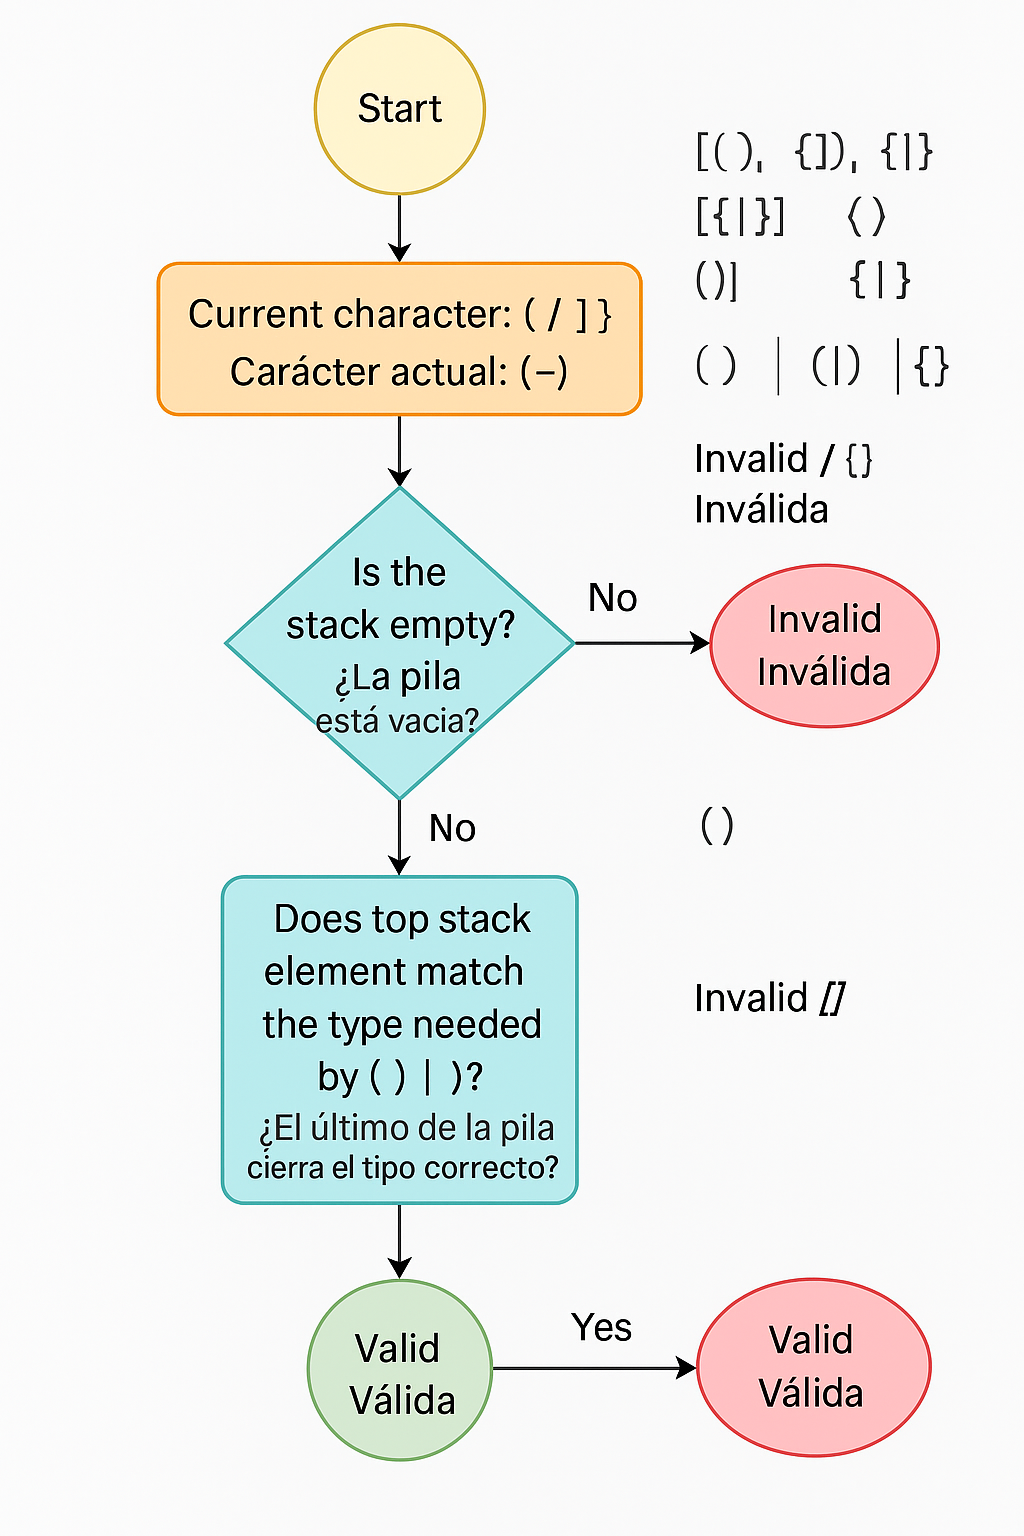 Start
[( ), {]), {|}
[{|}] ⟨ ⟩
()] {|}
( ) | (|) | {}
Current character: ( / ] }
Carácter actual: (–)
Invalid / {}
Inválida
Is the
stack empty?
¿La pila
está vacia?
No
Invalid
Inválida
No
( )
Does top stack
element match
the type needed
by ( ) | )?
¿El último de la pila
cierra el tipo correcto?
Invalid []
Valid
Válida
Yes
Valid
Válida